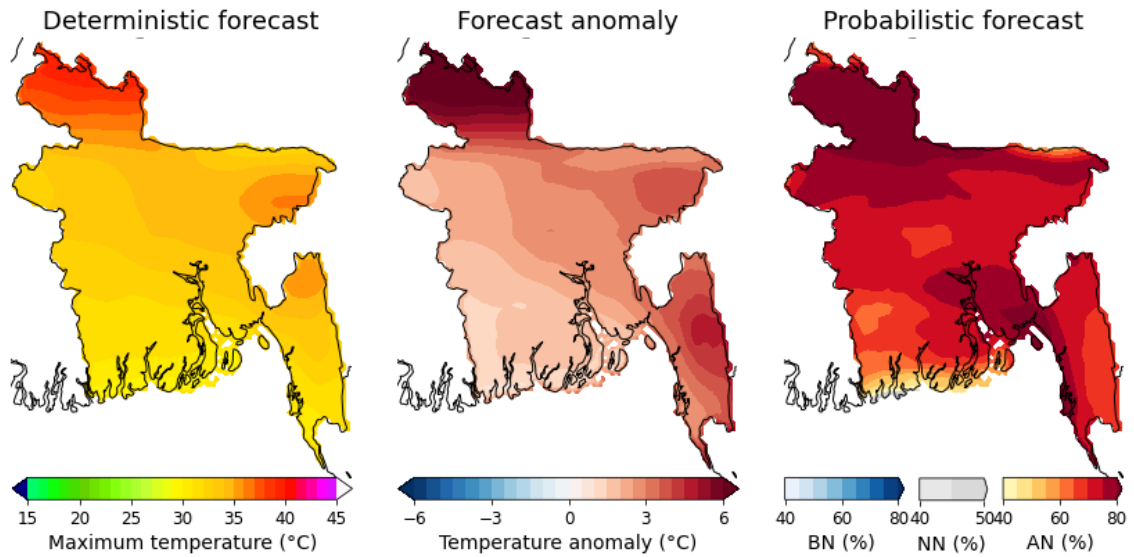 Deterministic forecast
Forecast anomaly
Probabilistic forecast
15 20 25 30 35 40 45
Maximum temperature (°C)
−6 −3 0 3 6
Temperature anomaly (°C)
40 60 80
BN (%)
40 50
NN (%)
40 60 80
AN (%)